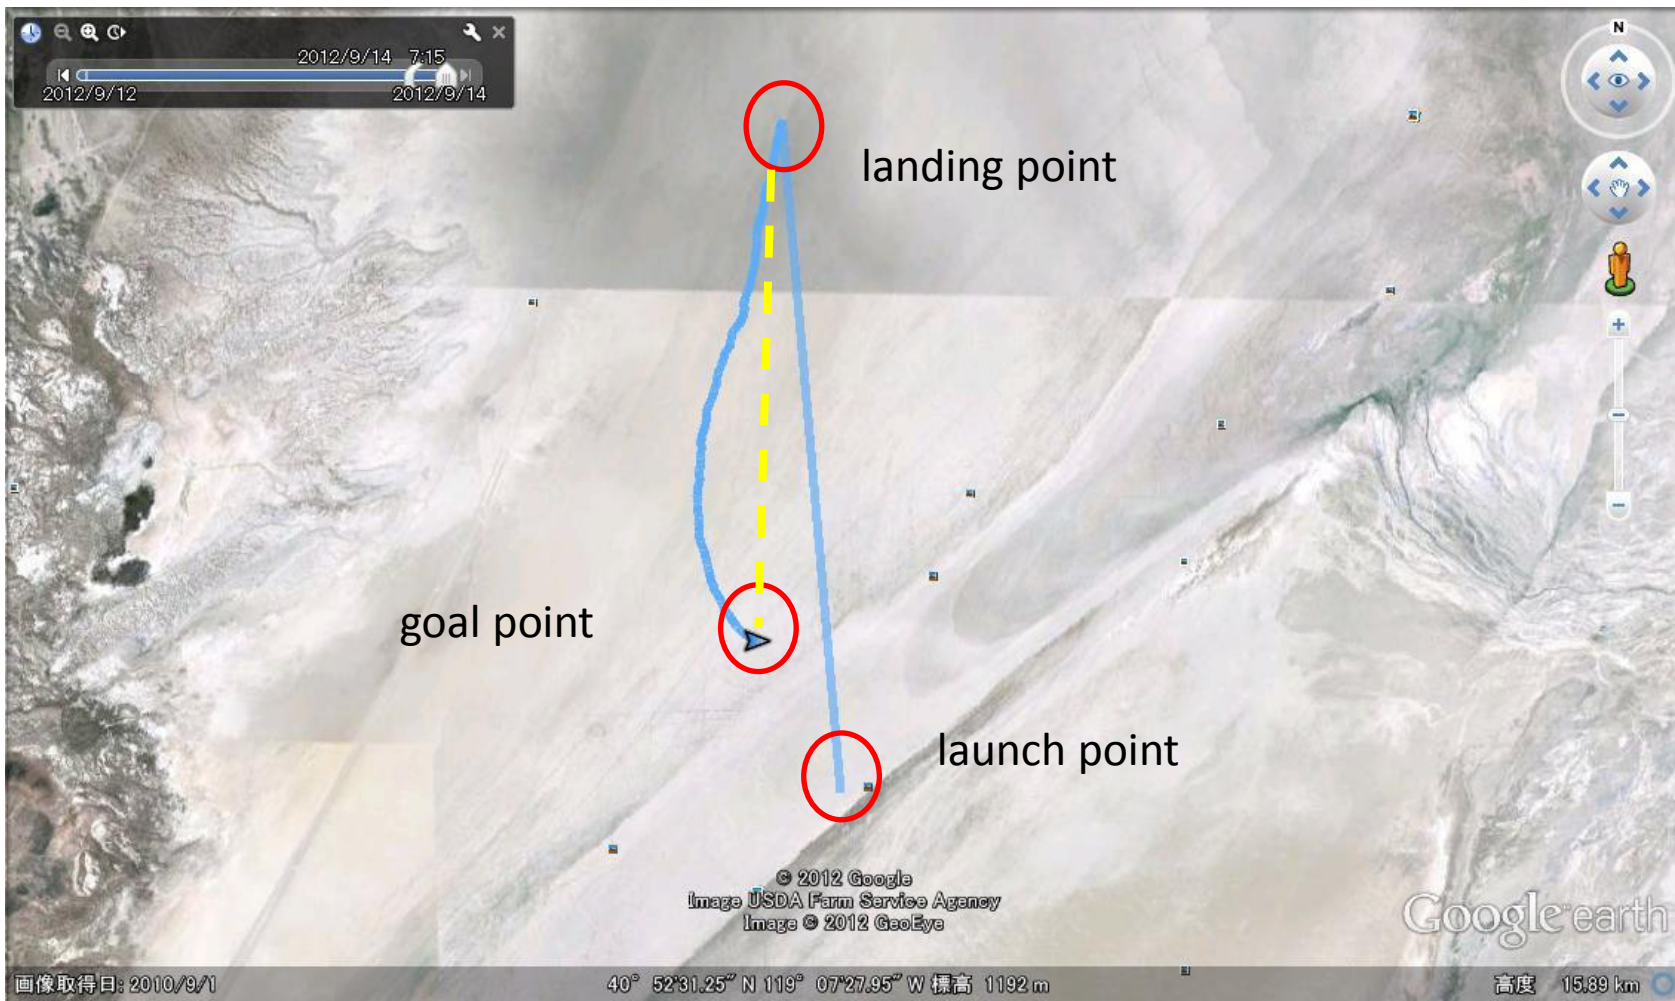 2012/9/14 7:15
2012/9/12
2012/9/14
N
landing point
goal point
launch point
© 2012 Google
Image USDA Farm Service Agency
Image © 2012 GeoEye
Google earth
画像取得日: 2010/9/1
40° 52'31.25" N 119° 07'27.95" W 標高 1192 m
高度 15.89 km